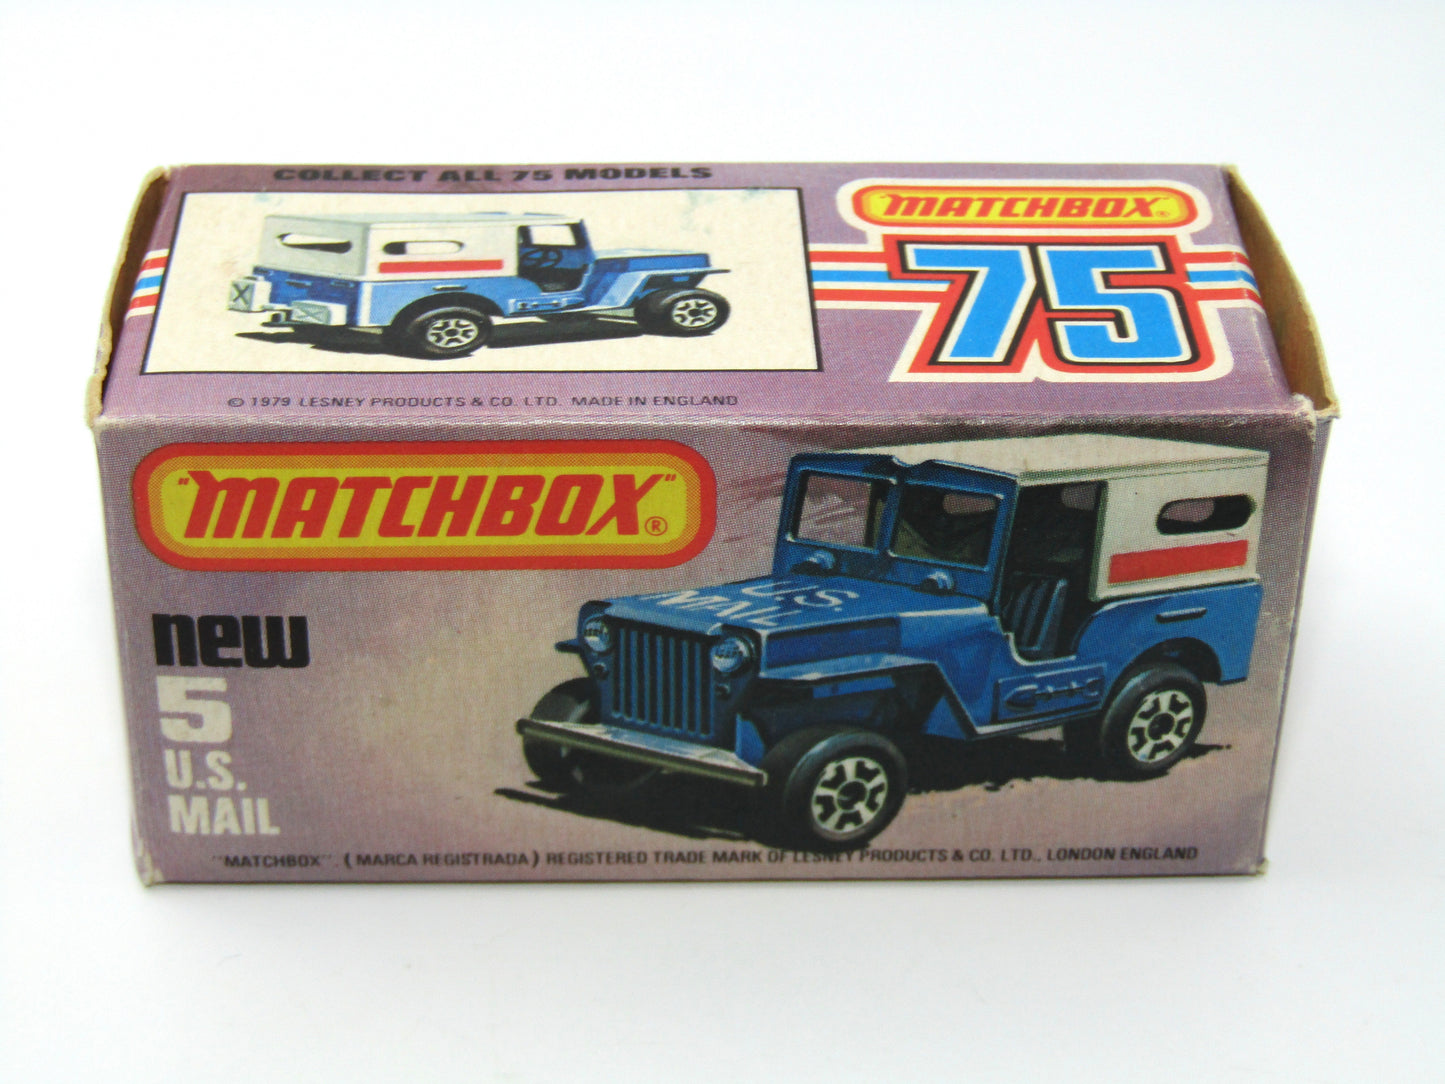 COLLECT ALL 75 MODELS
"MATCHBOX"®
75
© 1979 LESNEY PRODUCTS & CO. LTD. MADE IN ENGLAND
"MATCHBOX"®
new
5
U.S.
MAIL
U.S.
MAIL
"MATCHBOX". (MARCA REGISTRADA) REGISTERED TRADE MARK OF LESNEY PRODUCTS & CO. LTD., LONDON ENGLAND